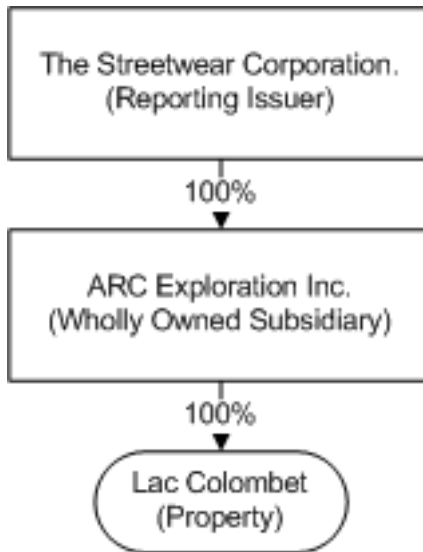 The Streetwear Corporation.
(Reporting Issuer)
100%
ARC Exploration Inc.
(Wholly Owned Subsidiary)
100%
Lac Colombet
(Property)